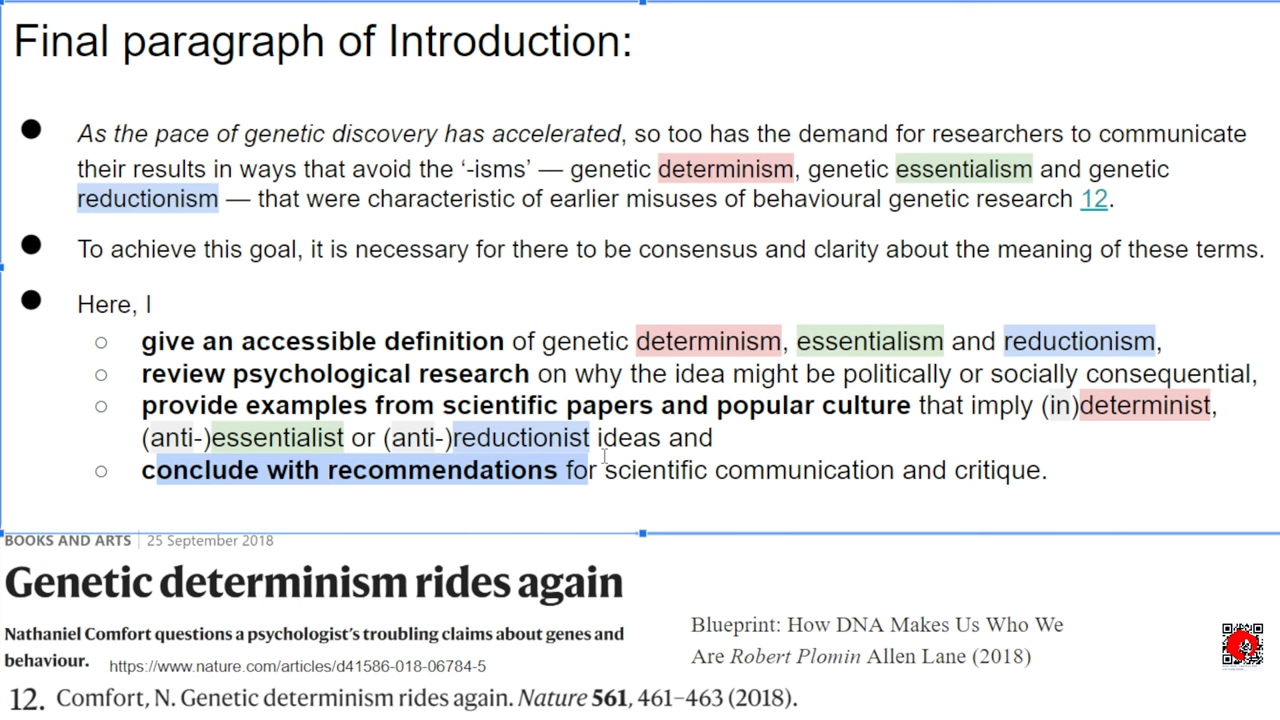 Final paragraph of Introduction:
● As the pace of genetic discovery has accelerated, so too has the demand for researchers to communicate
their results in ways that avoid the ‘-isms’ — genetic determinism, genetic essentialism and genetic
reductionism — that were characteristic of earlier misuses of behavioural genetic research 12.
● To achieve this goal, it is necessary for there to be consensus and clarity about the meaning of these terms.
● Here, I
○ give an accessible definition of genetic determinism, essentialism and reductionism,
○ review psychological research on why the idea might be politically or socially consequential,
○ provide examples from scientific papers and popular culture that imply (in)determinist,
(anti-)essentialist or (anti-)reductionist ideas and
○ conclude with recommendations for scientific communication and critique.
BOOKS AND ARTS | 25 September 2018
Genetic determinism rides again
Nathaniel Comfort questions a psychologist’s troubling claims about genes and
behaviour. https://www.nature.com/articles/d41586-018-06784-5
Blueprint: How DNA Makes Us Who We
Are Robert Plomin Allen Lane (2018)
12. Comfort, N. Genetic determinism rides again. Nature 561, 461–463 (2018).